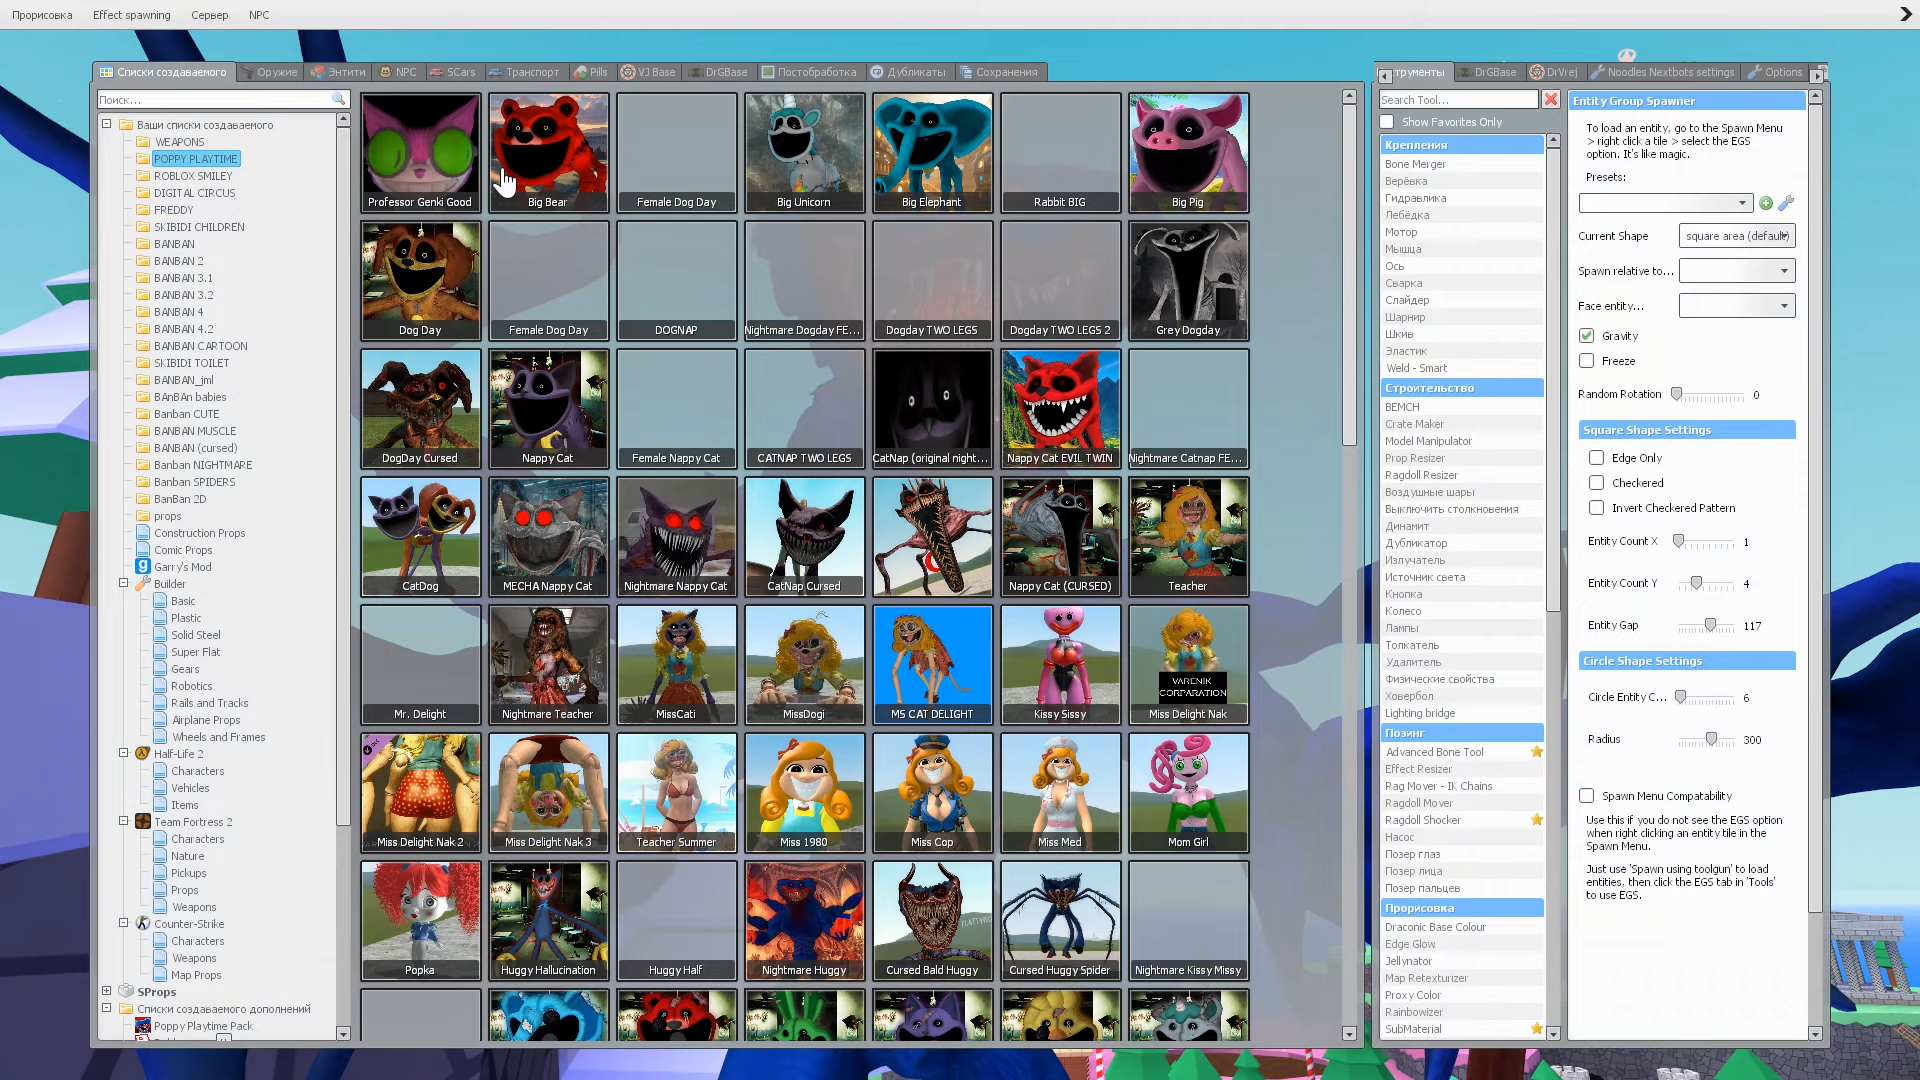 Прорисовка
Effect spawning
Сервер
NPC
Списки создаваемого
Оружие
Энтити
NPC
SCars
Транспорт
Pills
VJ Base
DrGBase
Постобработка
Дубликаты
Сохранения
Поиск...
Ваши списки создаваемого
WEAPONS
POPPY PLAYTIME
ROBLOX SMILEY
DIGITAL CIRCUS
FREDDY
SKIBIDI CHILDREN
BANBAN
BANBAN 2
BANBAN 3.1
BANBAN 3.2
BANBAN 4
BANBAN 4.2
BANBAN CARTOON
SKIBIDI TOILET
BANBAN_jml
BAnBAn babies
Banban CUTE
BANBAN MUSCLE
BANBAN (cursed)
Banban NIGHTMARE
Banban SPIDERS
BanBan 2D
props
Construction Props
Comic Props
Garry's Mod
Builder
Basic
Plastic
Solid Steel
Super Flat
Gears
Robotics
Rails and Tracks
Airplane Props
Wheels and Frames
Half-Life 2
Characters
Vehicles
Items
Team Fortress 2
Characters
Nature
Pickups
Props
Weapons
Counter-Strike
Characters
Weapons
Map Props
SProps
Списки создаваемого дополнений
Poppy Playtime Pack
Professor Genki Good
Big Bear
Female Dog Day
Big Unicorn
Big Elephant
Rabbit BIG
Big Pig
Dog Day
Female Dog Day
DOGNAP
Nightmare Dogday FE...
Dogday TWO LEGS
Dogday TWO LEGS 2
Grey Dogday
DogDay Cursed
Nappy Cat
Female Nappy Cat
CATNAP TWO LEGS
CatNap (original night...
Nappy Cat EVIL TWIN
Nightmare Catnap FE...
CatDog
MECHA Nappy Cat
Nightmare Nappy Cat
CatNap Cursed
Nappy Cat (CURSED)
Teacher
Mr. Delight
Nightmare Teacher
MissCati
MissDogi
MS CAT DELIGHT
Kissy Sissy
VARENIK
CORPARATION
Miss Delight Nak
Miss Delight Nak 2
Miss Delight Nak 3
Teacher Summer
Miss 1980
Miss Cop
Miss Med
Mom Girl
Popka
Huggy Hallucination
Huggy Half
Nightmare Huggy
Cursed Bald Huggy
Cursed Huggy Spider
Nightmare Kissy Missy
струменты
DrGBase
DrVrej
Noodles Nextbots settings
Options
Search Tool...
Show Favorites Only
Крепления
Bone Merger
Верёвка
Гидравлика
Лебёдка
Мотор
Мышца
Ось
Сварка
Слайдер
Шарнир
Шкив
Эластик
Weld - Smart
Строительство
BEMCH
Crate Maker
Model Manipulator
Prop Resizer
Ragdoll Resizer
Воздушные шары
Выключить столкновения
Динамит
Дубликатор
Излучатель
Источник света
Кнопка
Колесо
Лампы
Толкатель
Удалитель
Физические свойства
Ховербол
Lighting bridge
Позинг
Advanced Bone Tool
Effect Resizer
Rag Mover - IK Chains
Ragdoll Mover
Ragdoll Shocker
Насос
Позер глаз
Позер лица
Позер пальцев
Прорисовка
Draconic Base Colour
Edge Glow
Jellynator
Map Retexturizer
Proxy Color
Rainbowizer
SubMaterial
Entity Group Spawner
To load an entity, go to the Spawn Menu
> right click a tile > select the EGS
option. It's like magic.
Presets:
Current Shape
square area (default)
Spawn relative to...
Face entity...
Gravity
Freeze
Random Rotation
0
Square Shape Settings
Edge Only
Checkered
Invert Checkered Pattern
Entity Count X
1
Entity Count Y
4
Entity Gap
117
Circle Shape Settings
Circle Entity C...
6
Radius
300
Spawn Menu Compatability
Use this if you do not see the EGS option
when right clicking an entity tile in the
Spawn Menu.
Just use 'Spawn using toolgun' to load
entities, then click the EGS tab in 'Tools'
to use EGS.